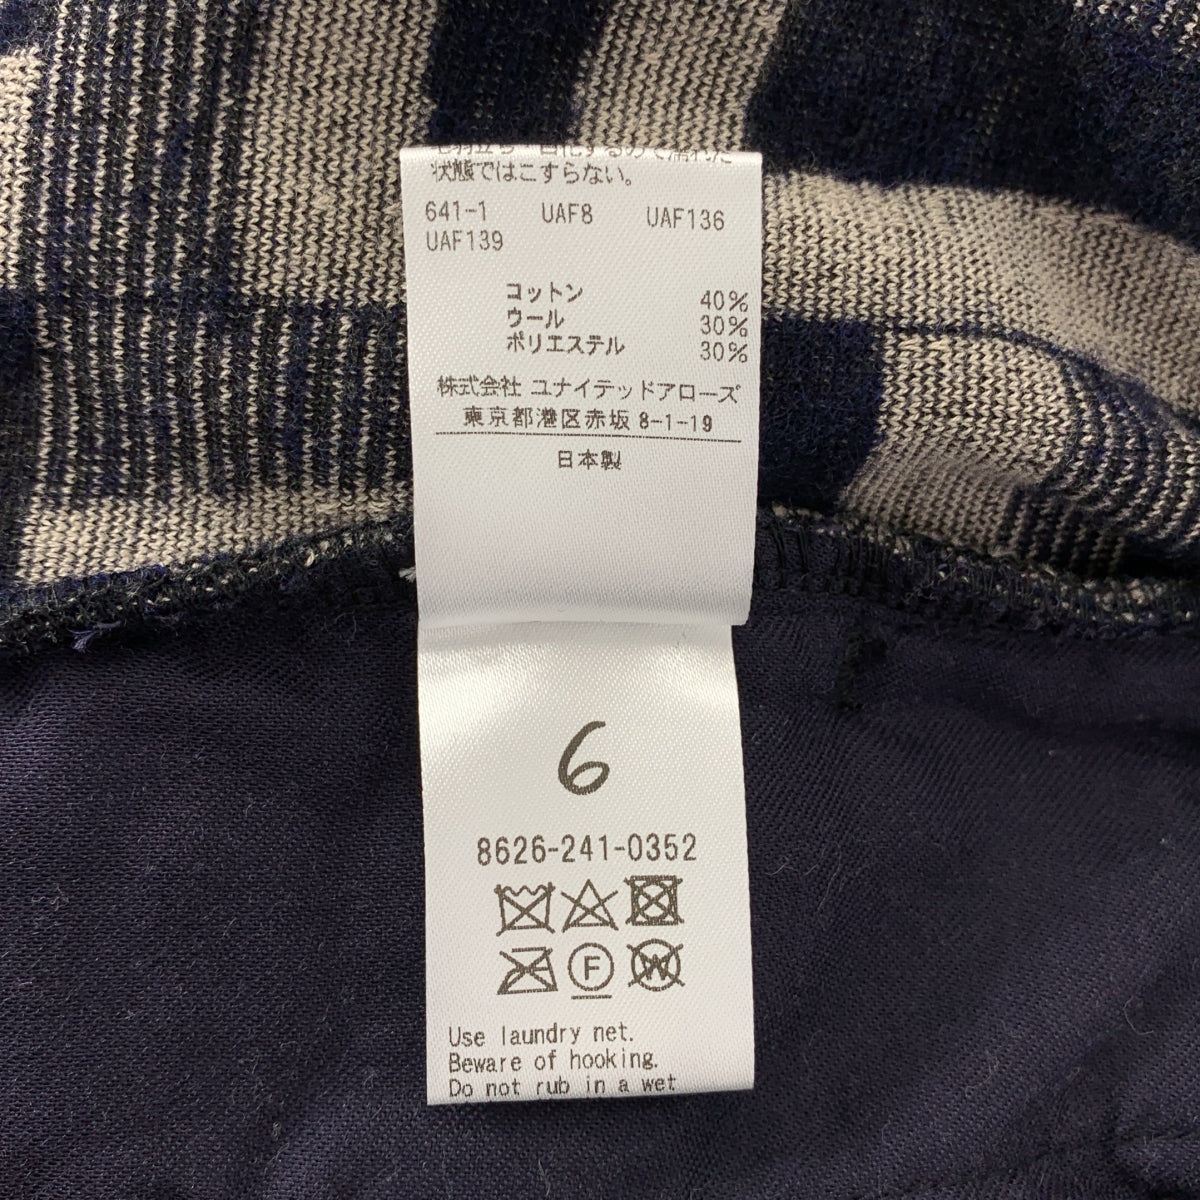 状態ではこすらない。
641-1 UAF8 UAF136
UAF139
コットン 40%
ウール 30%
ポリエステル 30%
株式会社 ユナイテッドアローズ
東京都港区赤坂 8-1-19
日本製
6
8626-241-0352
F
W
Use laundry net.
Beware of hooking.
Do not rub in a wet